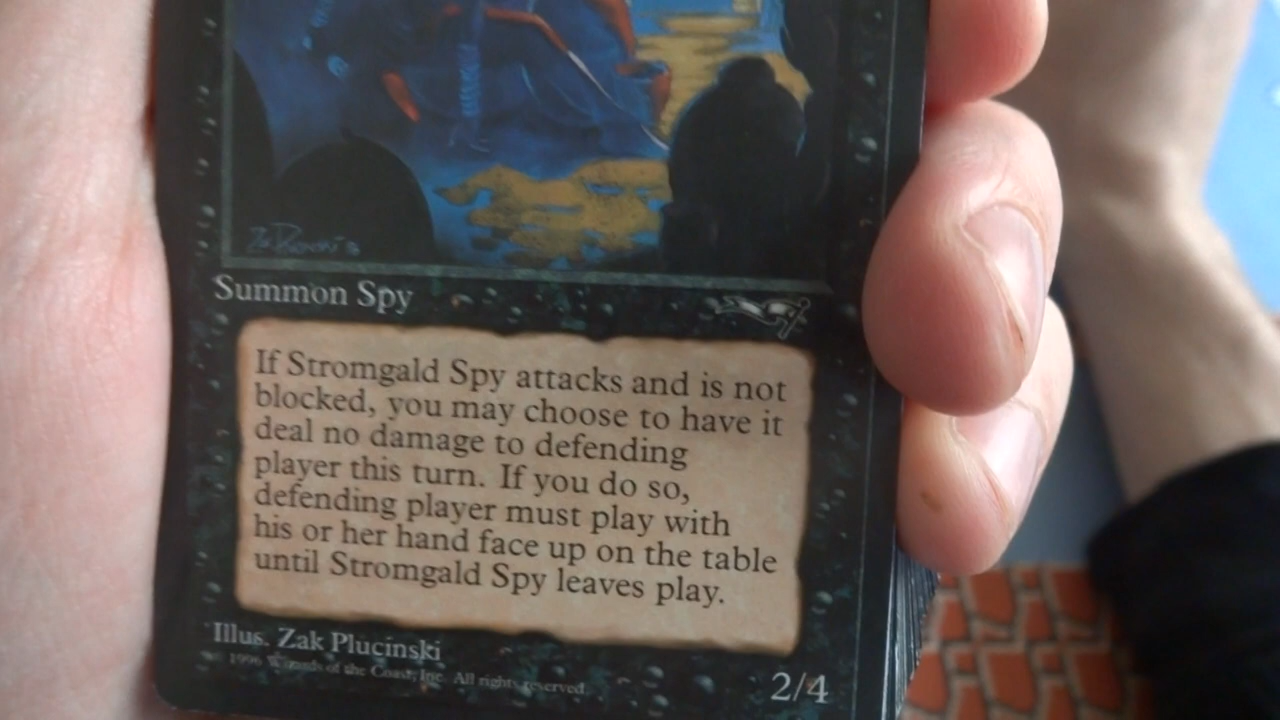 Summon Spy
If Stromgald Spy attacks and is not
blocked, you may choose to have it
deal no damage to defending
player this turn. If you do so,
defending player must play with
his or her hand face up on the table
until Stromgald Spy leaves play.
Illus. Zak Plucinski
1996 Wizards of the Coast, Inc. All rights reserved.
2/4